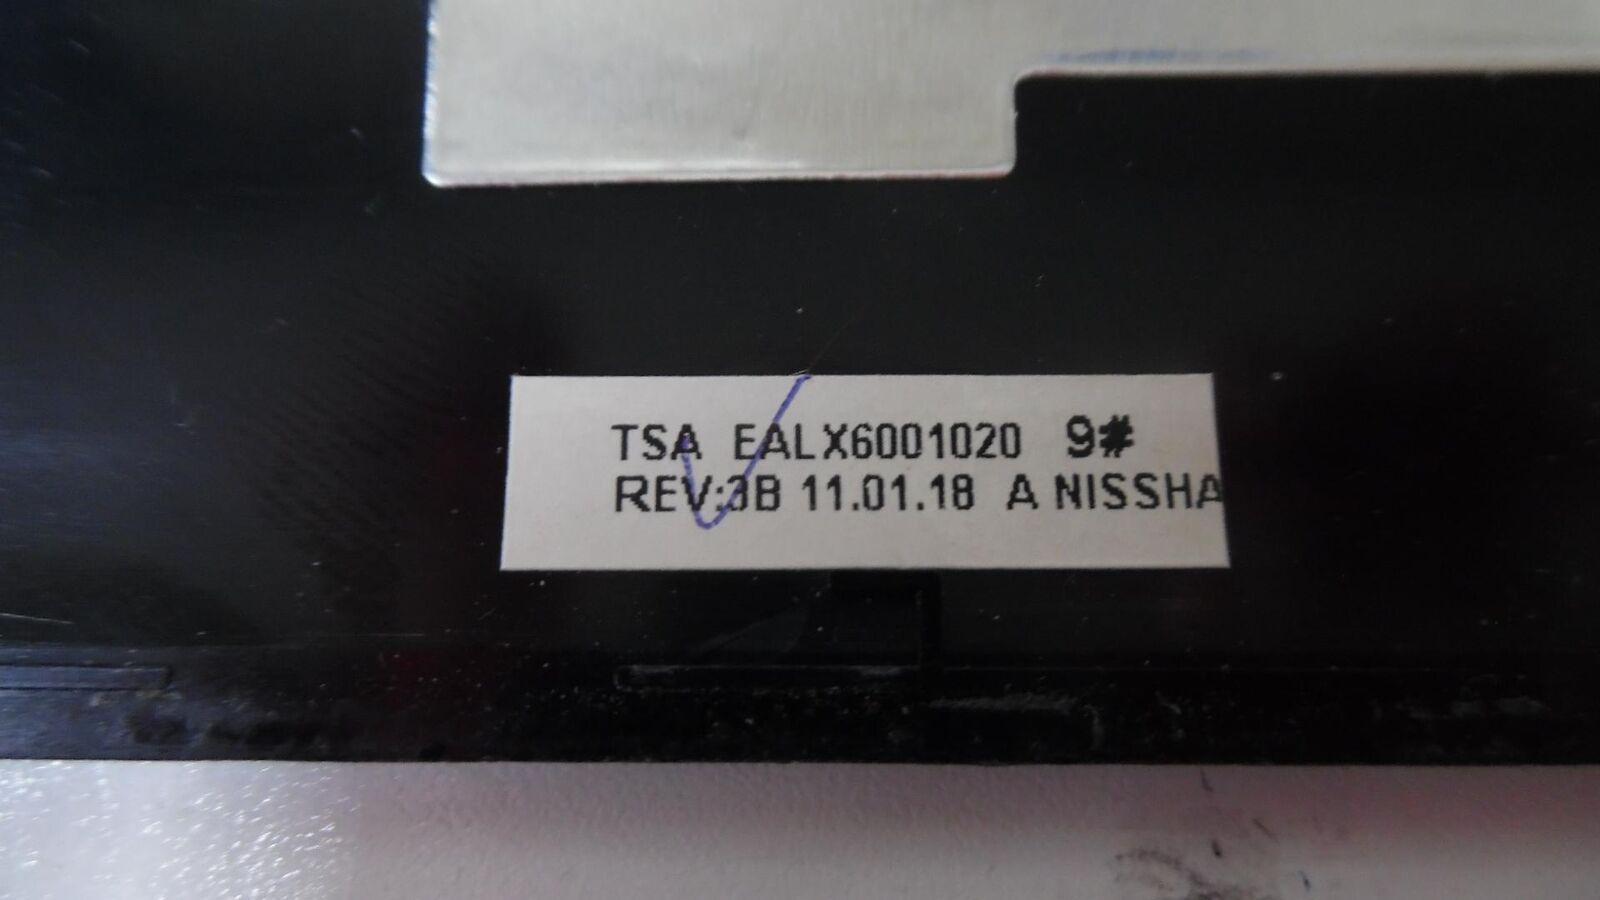 TSA EALX6001020 9#
REV:3B 11.01.18 A NISSHA